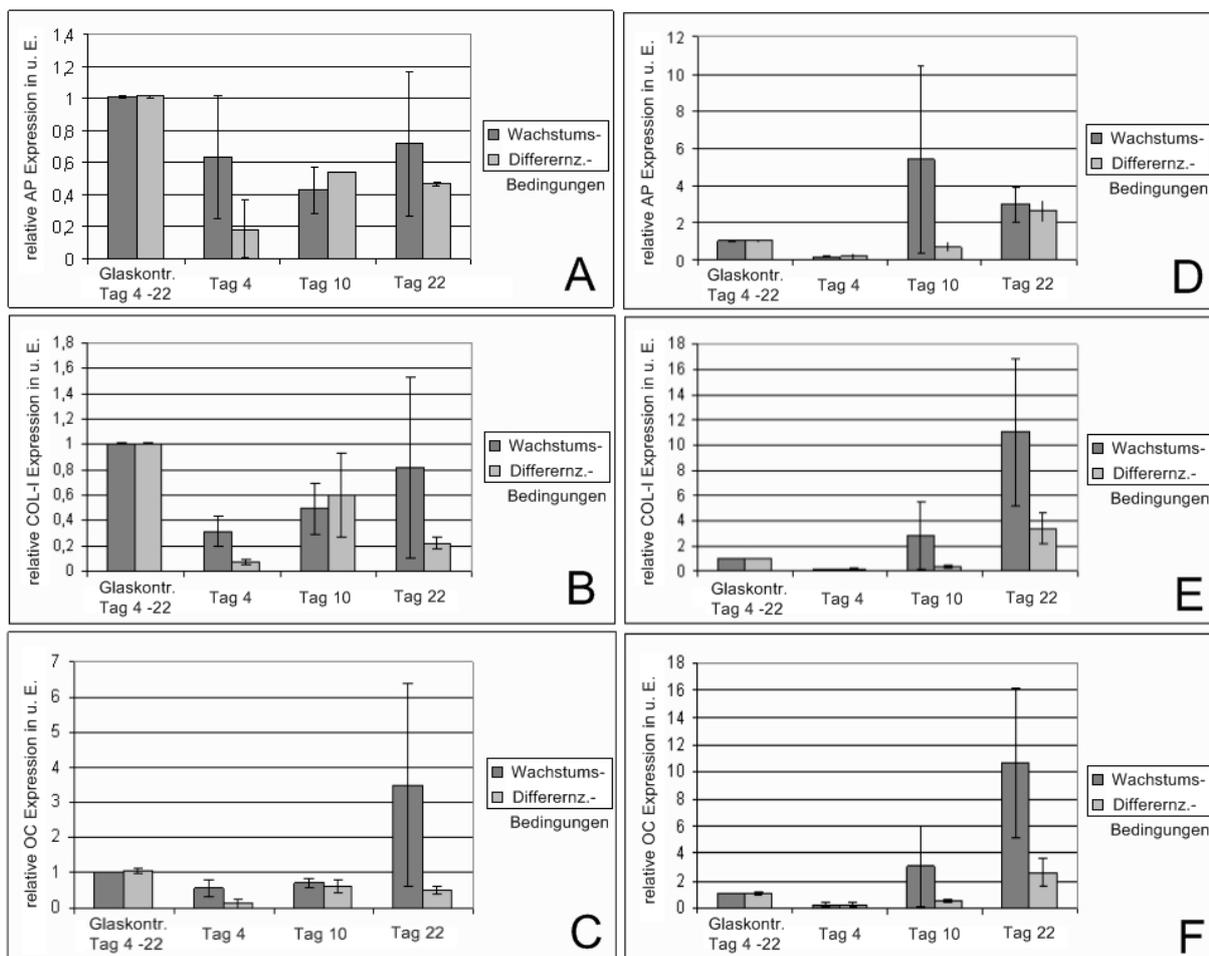 relative AP Expression in u. E.
1,4
1,2
1
0,8
0,6
0,4
0,2
0
Glaskontr.
Tag 4 -22
Tag 4
Tag 10
Tag 22
Wachstums-
Differernz.-
Bedingungen
A
relative AP Expression in u. E.
12
10
8
6
4
2
0
Glaskontr.
Tag 4 -22
Tag 4
Tag 10
Tag 22
Wachstums-
Differernz.-
Bedingungen
D
relative COL-I Expression in u. E.
1,8
1,6
1,4
1,2
1
0,8
0,6
0,4
0,2
0
Glaskontr.
Tag 4 -22
Tag 4
Tag 10
Tag 22
Wachstums-
Differernz.-
Bedingungen
B
relative COL-I Expression in u. E.
18
16
14
12
10
8
6
4
2
0
Glaskontr.
Tag 4 -22
Tag 4
Tag 10
Tag 22
Wachstums-
Differernz.-
Bedingungen
E
relative OC Expression in u. E.
7
6
5
4
3
2
1
0
Glaskontr.
Tag 4 -22
Tag 4
Tag 10
Tag 22
Wachstums-
Differernz.-
Bedingungen
C
relative OC Expression in u. E.
18
16
14
12
10
8
6
4
2
0
Glaskontr.
Tag 4 -22
Tag 4
Tag 10
Tag 22
Wachstums-
Differernz.-
Bedingungen
F